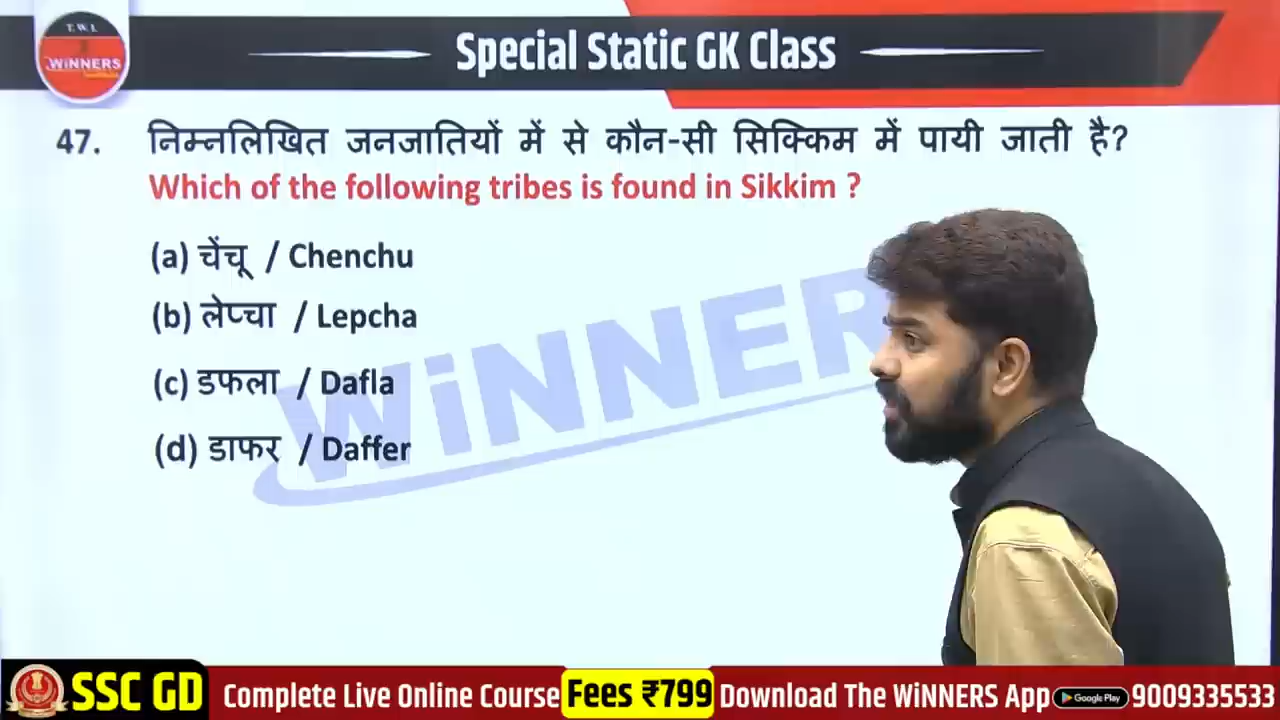 T.W.I.
WiNNERS
Special Static GK Class
47. निम्नलिखित जनजातियों में से कौन-सी सिक्किम में पायी जाती है?
Which of the following tribes is found in Sikkim ?
(a) चेंचू / Chenchu
(b) लेप्चा / Lepcha
(c) डफला / Dafla
(d) डाफर / Daffer
WiNNER
SSC GD Complete Live Online Course Fees ₹799 Download The WiNNERS App Google Play 9009335533